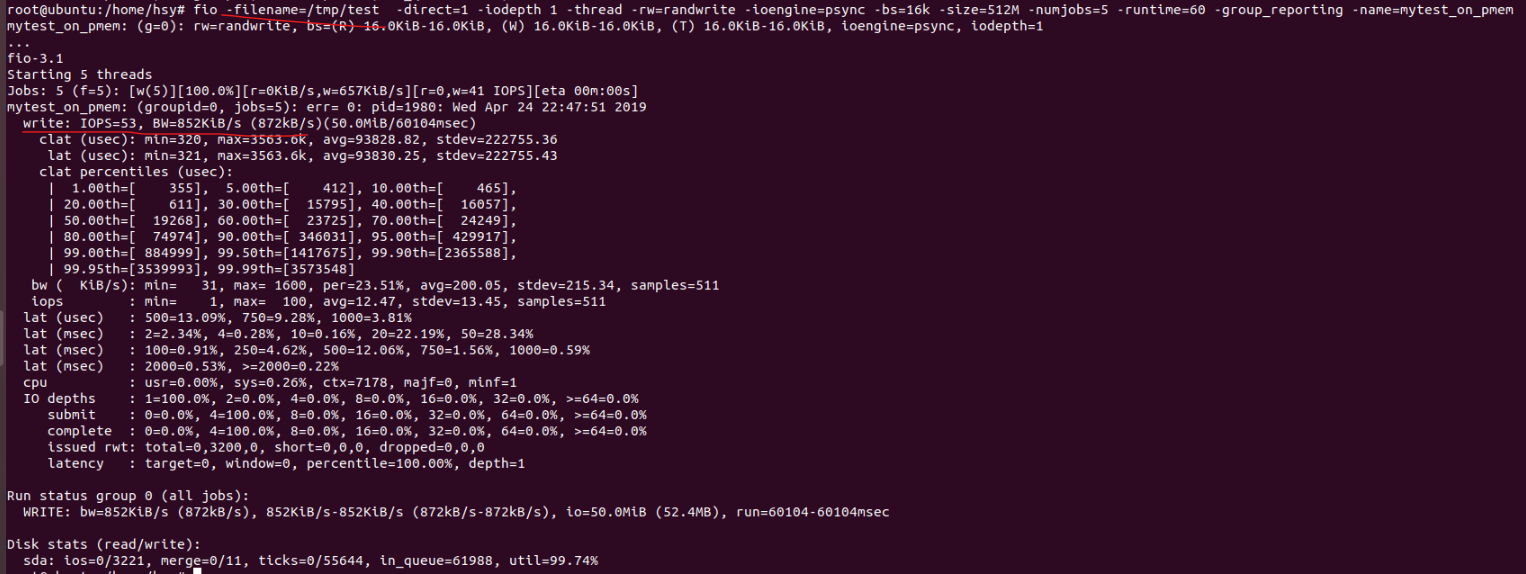 root@ubuntu:/home/hsy# fio -filename=/tmp/test  -direct=1 -iodepth 1 -thread -rw=randwrite -ioengine=psync -bs=16k -size=512M -numjobs=5 -runtime=60 -group_reporting -name=mytest_on_pmem
mytest_on_pmem: (g=0): rw=randwrite, bs=(R) 16.0KiB-16.0KiB, (W) 16.0KiB-16.0KiB, (T) 16.0KiB-16.0KiB, ioengine=psync, iodepth=1
...
fio-3.1
Starting 5 threads
Jobs: 5 (f=5): [w(5)][100.0%][r=0KiB/s,w=657KiB/s][r=0,w=41 IOPS][eta 00m:00s]
mytest_on_pmem: (groupid=0, jobs=5): err= 0: pid=1980: Wed Apr 24 22:47:51 2019
  write: IOPS=53, BW=852KiB/s (872kB/s)(50.0MiB/60104msec)
    clat (usec): min=320, max=3563.6k, avg=93828.82, stdev=222755.36
     lat (usec): min=321, max=3563.6k, avg=93830.25, stdev=222755.43
    clat percentiles (usec):
     |  1.00th=[    355],  5.00th=[    412], 10.00th=[    465],
     | 20.00th=[    611], 30.00th=[  15795], 40.00th=[  16057],
     | 50.00th=[  19268], 60.00th=[  23725], 70.00th=[  24249],
     | 80.00th=[  74974], 90.00th=[ 346031], 95.00th=[ 429917],
     | 99.00th=[ 884999], 99.50th=[1417675], 99.90th=[2365588],
     | 99.95th=[3539993], 99.99th=[3573548]
   bw (  KiB/s): min=   31, max= 1600, per=23.51%, avg=200.05, stdev=215.34, samples=511
   iops        : min=    1, max=  100, avg=12.47, stdev=13.45, samples=511
  lat (usec)   : 500=13.09%, 750=9.28%, 1000=3.81%
  lat (msec)   : 2=2.34%, 4=0.28%, 10=0.16%, 20=22.19%, 50=28.34%
  lat (msec)   : 100=0.91%, 250=4.62%, 500=12.06%, 750=1.56%, 1000=0.59%
  lat (msec)   : 2000=0.53%, >=2000=0.22%
  cpu          : usr=0.00%, sys=0.26%, ctx=7178, majf=0, minf=1
  IO depths    : 1=100.0%, 2=0.0%, 4=0.0%, 8=0.0%, 16=0.0%, 32=0.0%, >=64=0.0%
     submit    : 0=0.0%, 4=100.0%, 8=0.0%, 16=0.0%, 32=0.0%, 64=0.0%, >=64=0.0%
     complete  : 0=0.0%, 4=100.0%, 8=0.0%, 16=0.0%, 32=0.0%, 64=0.0%, >=64=0.0%
     issued rwt: total=0,3200,0, short=0,0,0, dropped=0,0,0
     latency   : target=0, window=0, percentile=100.00%, depth=1
Run status group 0 (all jobs):
  WRITE: bw=852KiB/s (872kB/s), 852KiB/s-852KiB/s (872kB/s-872kB/s), io=50.0MiB (52.4MB), run=60104-60104msec
Disk stats (read/write):
  sda: ios=0/3221, merge=0/11, ticks=0/55644, in_queue=61988, util=99.74%